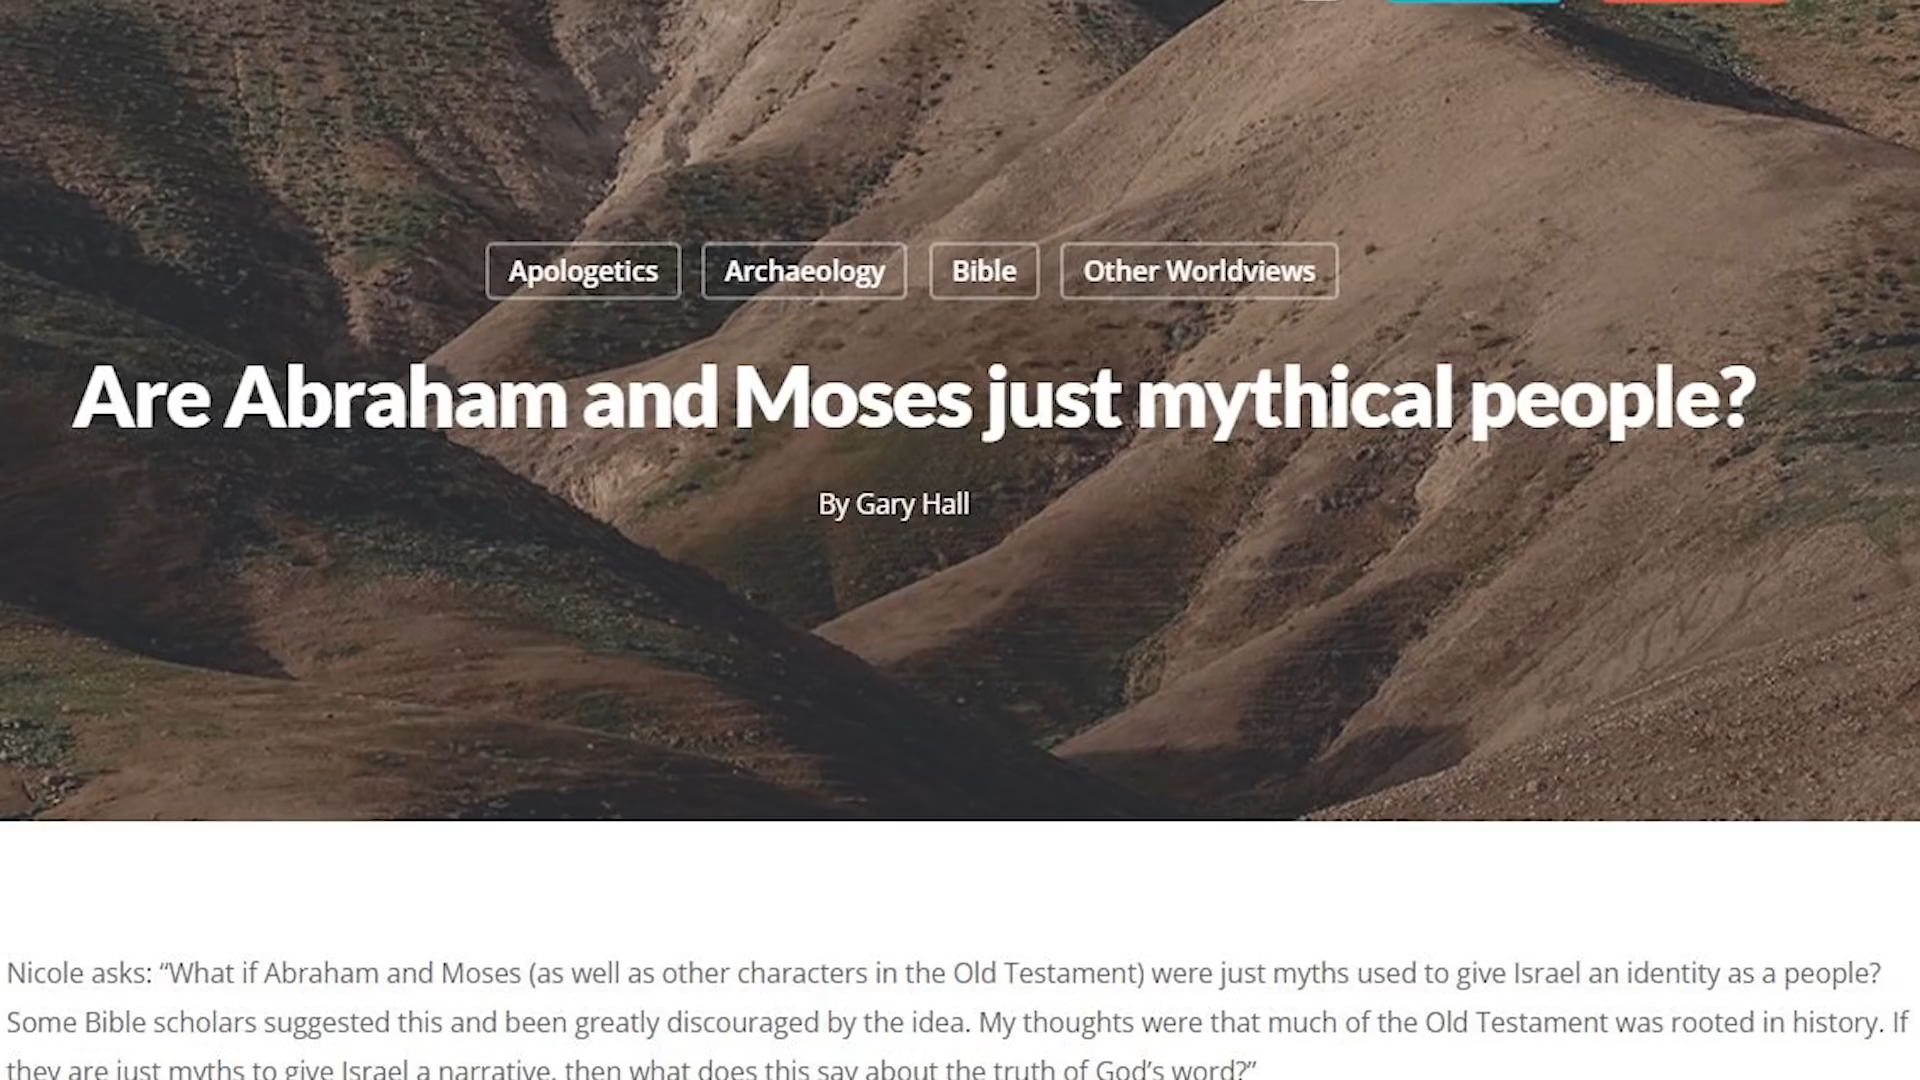 Apologetics Archaeology Bible Other Worldviews
Are Abraham and Moses just mythical people?
By Gary Hall
Nicole asks: “What if Abraham and Moses (as well as other characters in the Old Testament) were just myths used to give Israel an identity as a people?
Some Bible scholars suggested this and been greatly discouraged by the idea. My thoughts were that much of the Old Testament was rooted in history. If
they are just myths to give Israel a narrative, then what does this say about the truth of God’s word?”